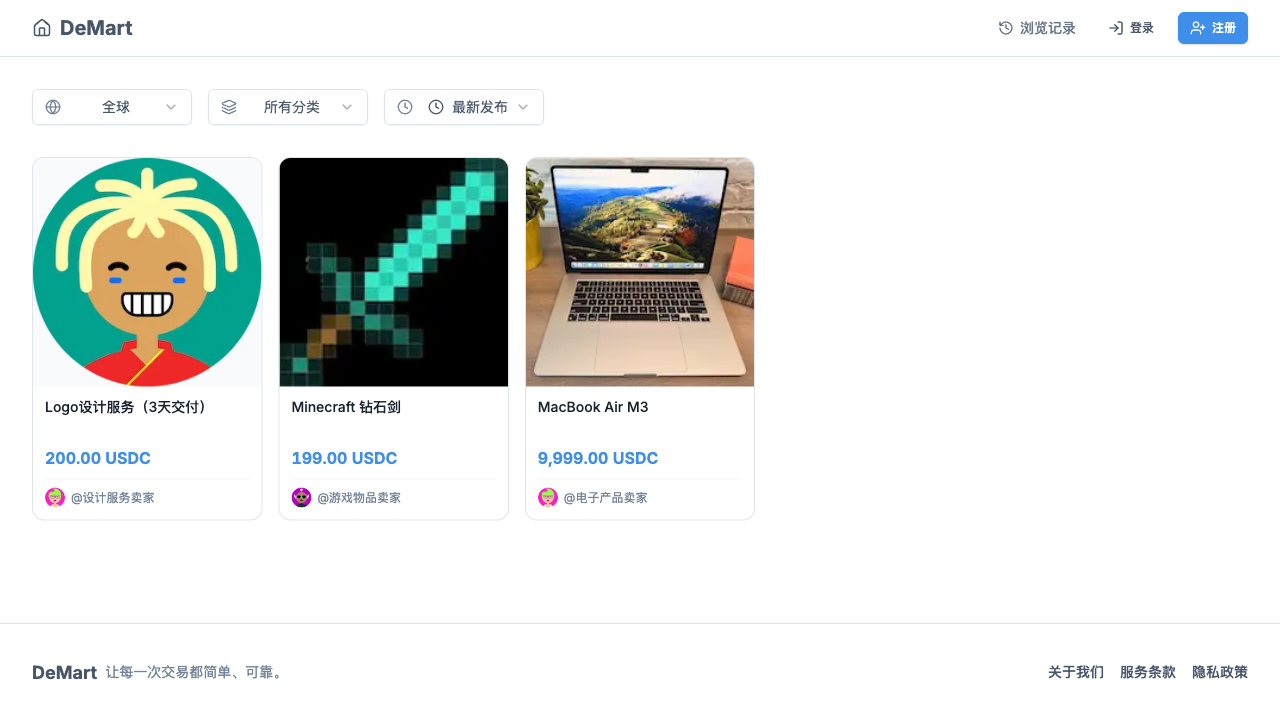 DeMart
浏览记录
登录
注册
全球
所有分类
最新发布
Logo设计服务（3天交付）
200.00 USDC
@设计服务卖家
Minecraft 钻石剑
199.00 USDC
@游戏物品卖家
MacBook Air M3
9,999.00 USDC
@电子产品卖家
DeMart 让每一次交易都简单、可靠。
关于我们 服务条款 隐私政策